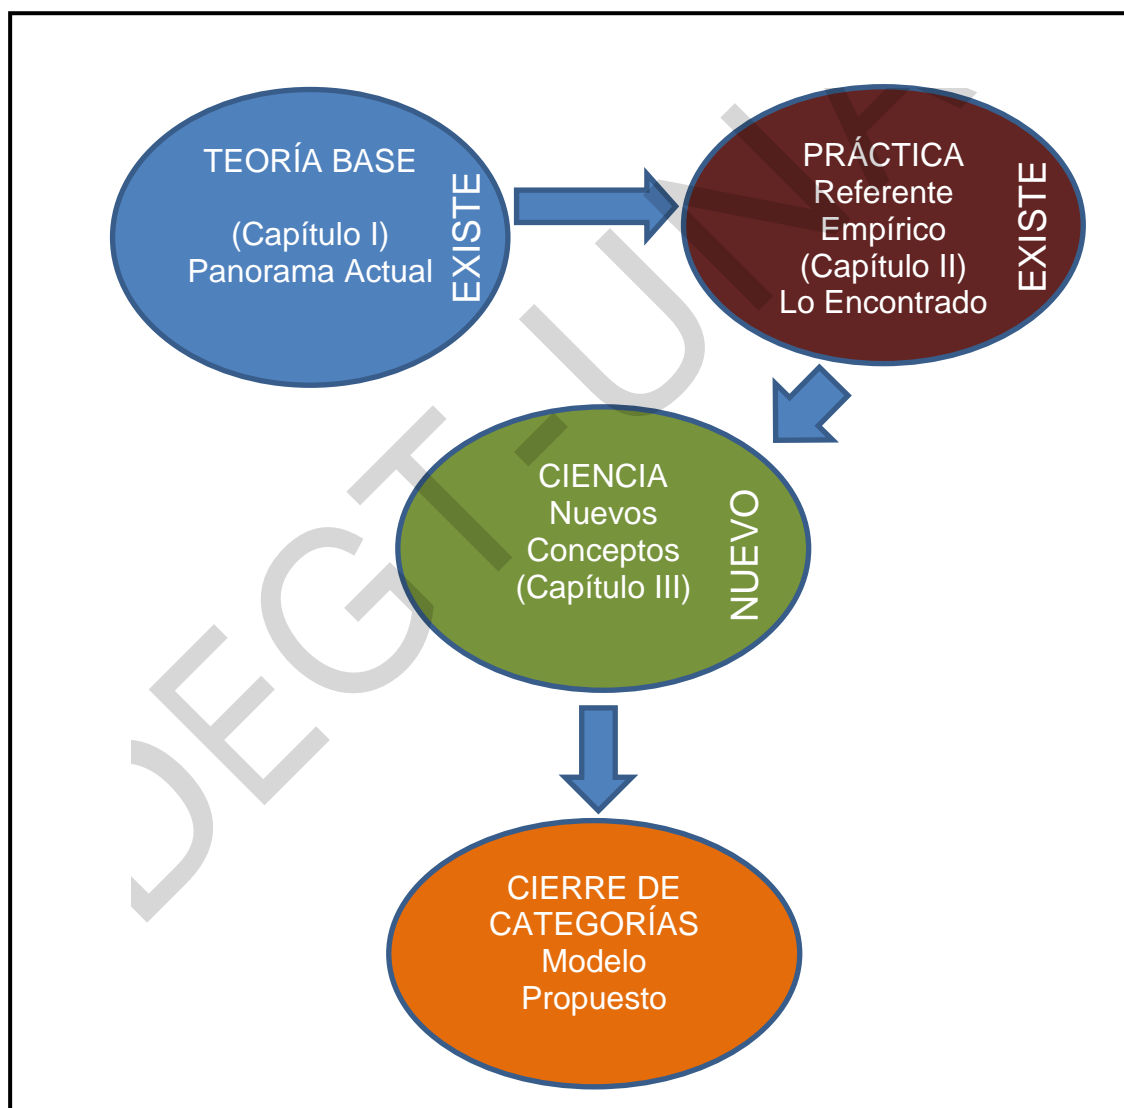 TEORÍA BASE
(Capítulo I)
Panorama Actual
EXISTE
PRÁCTICA
Referente
Empírico
(Capítulo II)
Lo Encontrado
EXISTE
CIENCIA
Nuevos
Conceptos
(Capítulo III)
NUEVO
CIERRE DE
CATEGORÍAS
Modelo
Propuesto